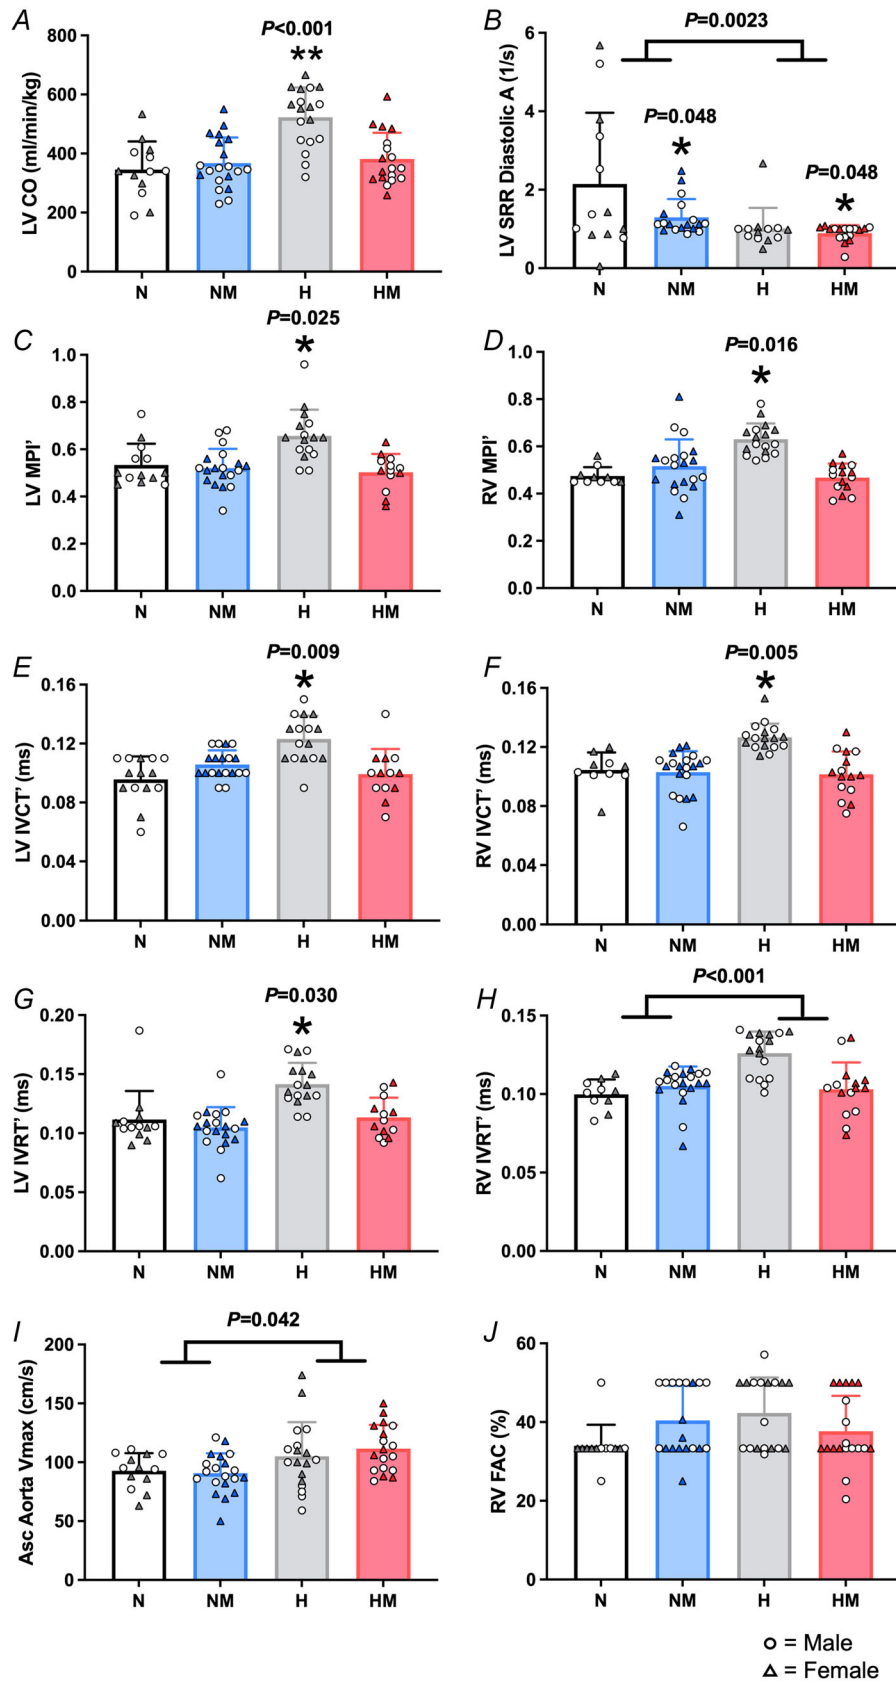 A
P<0.001
**
LV CO (ml/min/kg)
800
600
400
200
0
N NM H HM
B
P=0.0023
P=0.048
*
P=0.048
*
LV SRR Diastolic A (1/s)
6
4
2
0
N NM H HM
C
P=0.025
*
LV MPI’
1.0
0.8
0.6
0.4
0.2
0.0
N NM H HM
D
P=0.016
*
RV MPI’
1.0
0.8
0.6
0.4
0.2
0.0
N NM H HM
E
P=0.009
*
LV IVCT’ (ms)
0.16
0.12
0.08
0.04
0.00
N NM H HM
F
P=0.005
*
RV IVCT’ (ms)
0.16
0.12
0.08
0.04
0.00
N NM H HM
G
P=0.030
*
LV IVRT’ (ms)
0.20
0.15
0.10
0.05
0.00
N NM H HM
H
P<0.001
RV IVRT’ (ms)
0.15
0.10
0.05
0.00
N NM H HM
I
P=0.042
Asc Aorta Vmax (cm/s)
200
150
100
50
0
N NM H HM
J
RV FAC (%)
60
40
20
0
N NM H HM
= Male
= Female